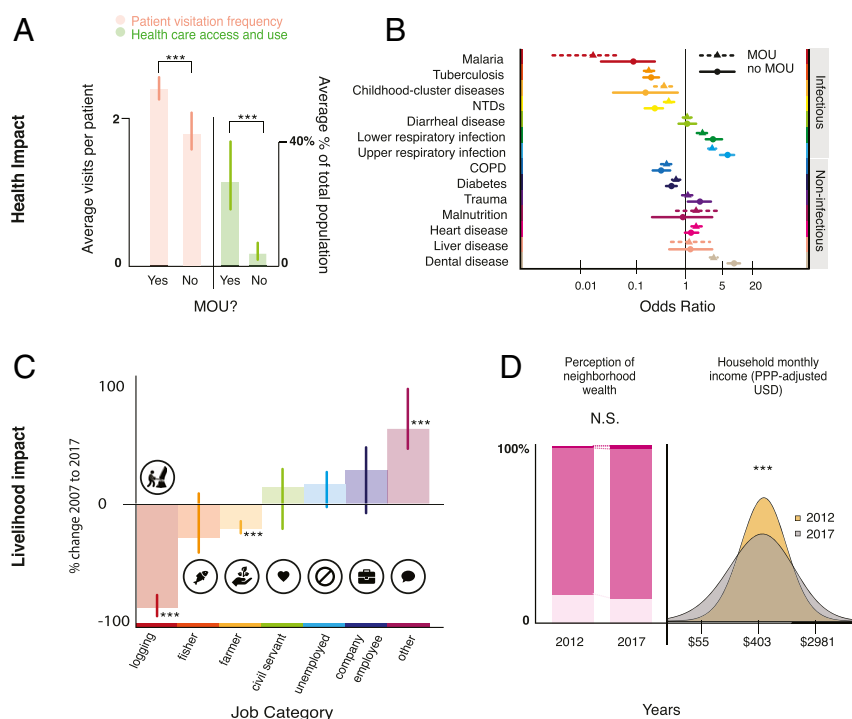 A
Patient visitation frequency
Health care access and use
Health Impact
Average visits per patient
2
0
***
***
40%
0
Average % of total population
Yes
No
Yes
No
MOU?
B
MOU
no MOU
Malaria
Tuberculosis
Childhood-cluster diseases
NTDs
Diarrheal disease
Lower respiratory infection
Upper respiratory infection
COPD
Diabetes
Trauma
Malnutrition
Heart disease
Liver disease
Dental disease
Infectious
Non-infectious
0.01
0.1
1
5
20
Odds Ratio
C
Livelihood impact
% change 2007 to 2017
100
0
-100
***
***
***
logging
fisher
farmer
civil servant
unemployed
company
employee
other
Job Category
D
Perception of
neighborhood
wealth
N.S.
100%
0
2012
2017
Household monthly
income (PPP-adjusted
USD)
***
2012
2017
$55
$403
$2981
Years